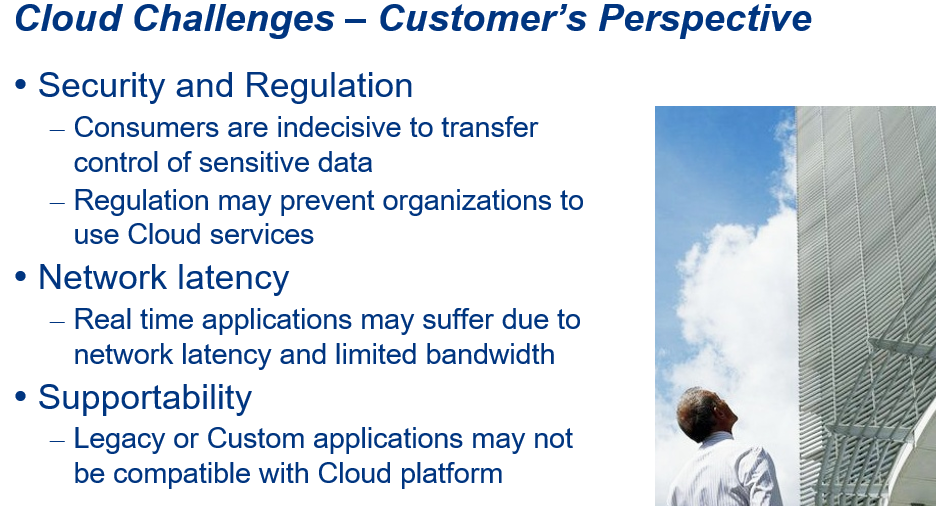 Cloud Challenges – Customer's Perspective
• Security and Regulation
– Consumers are indecisive to transfer
control of sensitive data
– Regulation may prevent organizations to
use Cloud services
• Network latency
– Real time applications may suffer due to
network latency and limited bandwidth
• Supportability
– Legacy or Custom applications may not
be compatible with Cloud platform